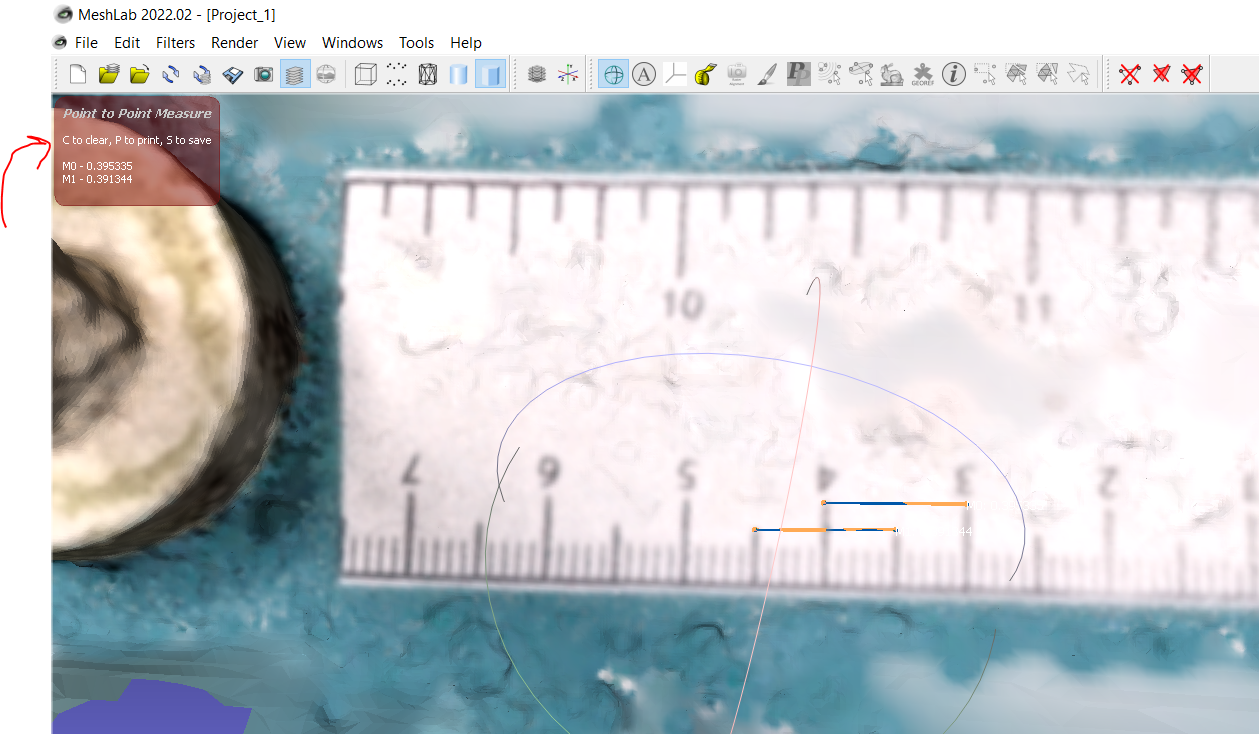 MeshLab 2022.02 - [Project_1]
File Edit Filters Render View Windows Tools Help
A
GEOREF
Point to Point Measure
C to clear, P to print, S to save
M0 - 0.395335
M1 - 0.391344
10 11
7 6 5 4 3 2